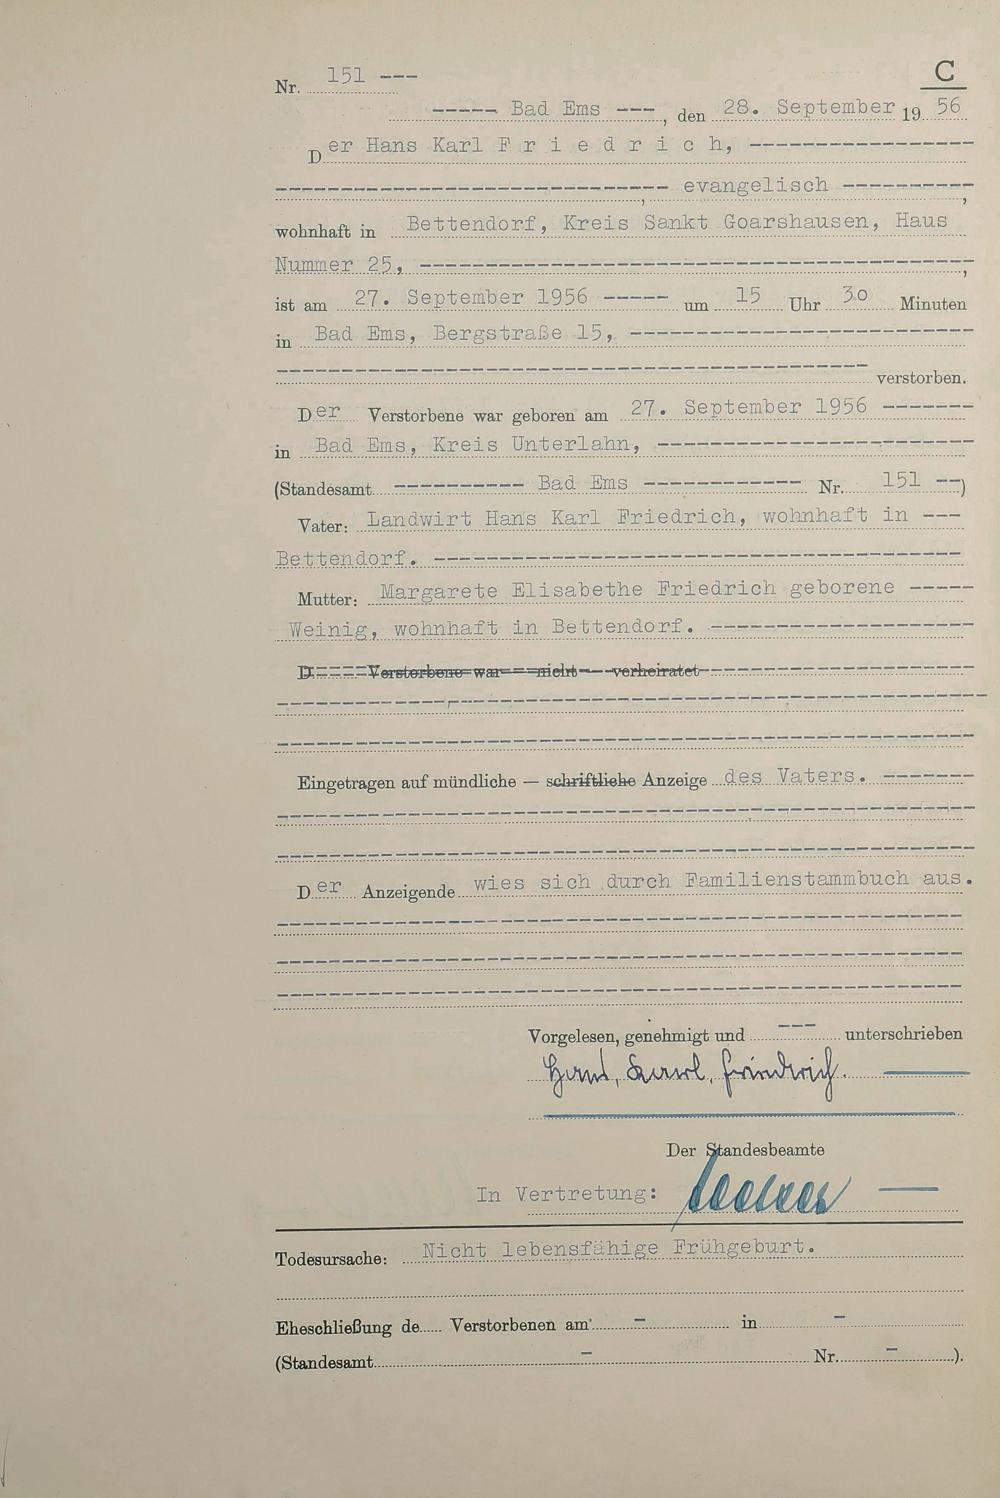 C
Nr. 151 ---
----- Bad Ems ---, den 28. September 1956
Der Hans Karl F r i e d r i c h, -----------------
------------------------------ evangelisch ----------,
wohnhaft in Bettendorf, Kreis Sankt Goarshausen, Haus
Nummer 25, ------------------------------------------,
ist am 27. September 1956 ----- um 15 Uhr 30 Minuten
in Bad Ems, Bergstraße 15, --------------------------
--------------------------------------------- verstorben.
Der Verstorbene war geboren am 27. September 1956 -------
in Bad Ems, Kreis Unterlahn, ------------------------
(Standesamt ---------- Bad Ems ------------ Nr. 151 --)
Vater: Landwirt Hans Karl Friedrich, wohnhaft in ---
Bettendorf. ----------------------------------------
Mutter: Margarete Elisabethe Friedrich geborene -----
Weinig, wohnhaft in Bettendorf. --------------------
D-----Verstorbene war -- nicht -- verheiratet--------------------
Eingetragen auf mündliche — schriftliche Anzeige des Vaters. -------
Der Anzeigende wies sich durch Familienstammbuch aus.
Vorgelesen, genehmigt und --- unterschrieben
Hans, Karl, Friedrich.
Der Standesbeamte
In Vertretung:
Todesursache: Nicht lebensfähige Frühgeburt.
Eheschließung de...... Verstorbenen am - in -
(Standesamt - Nr. - ).